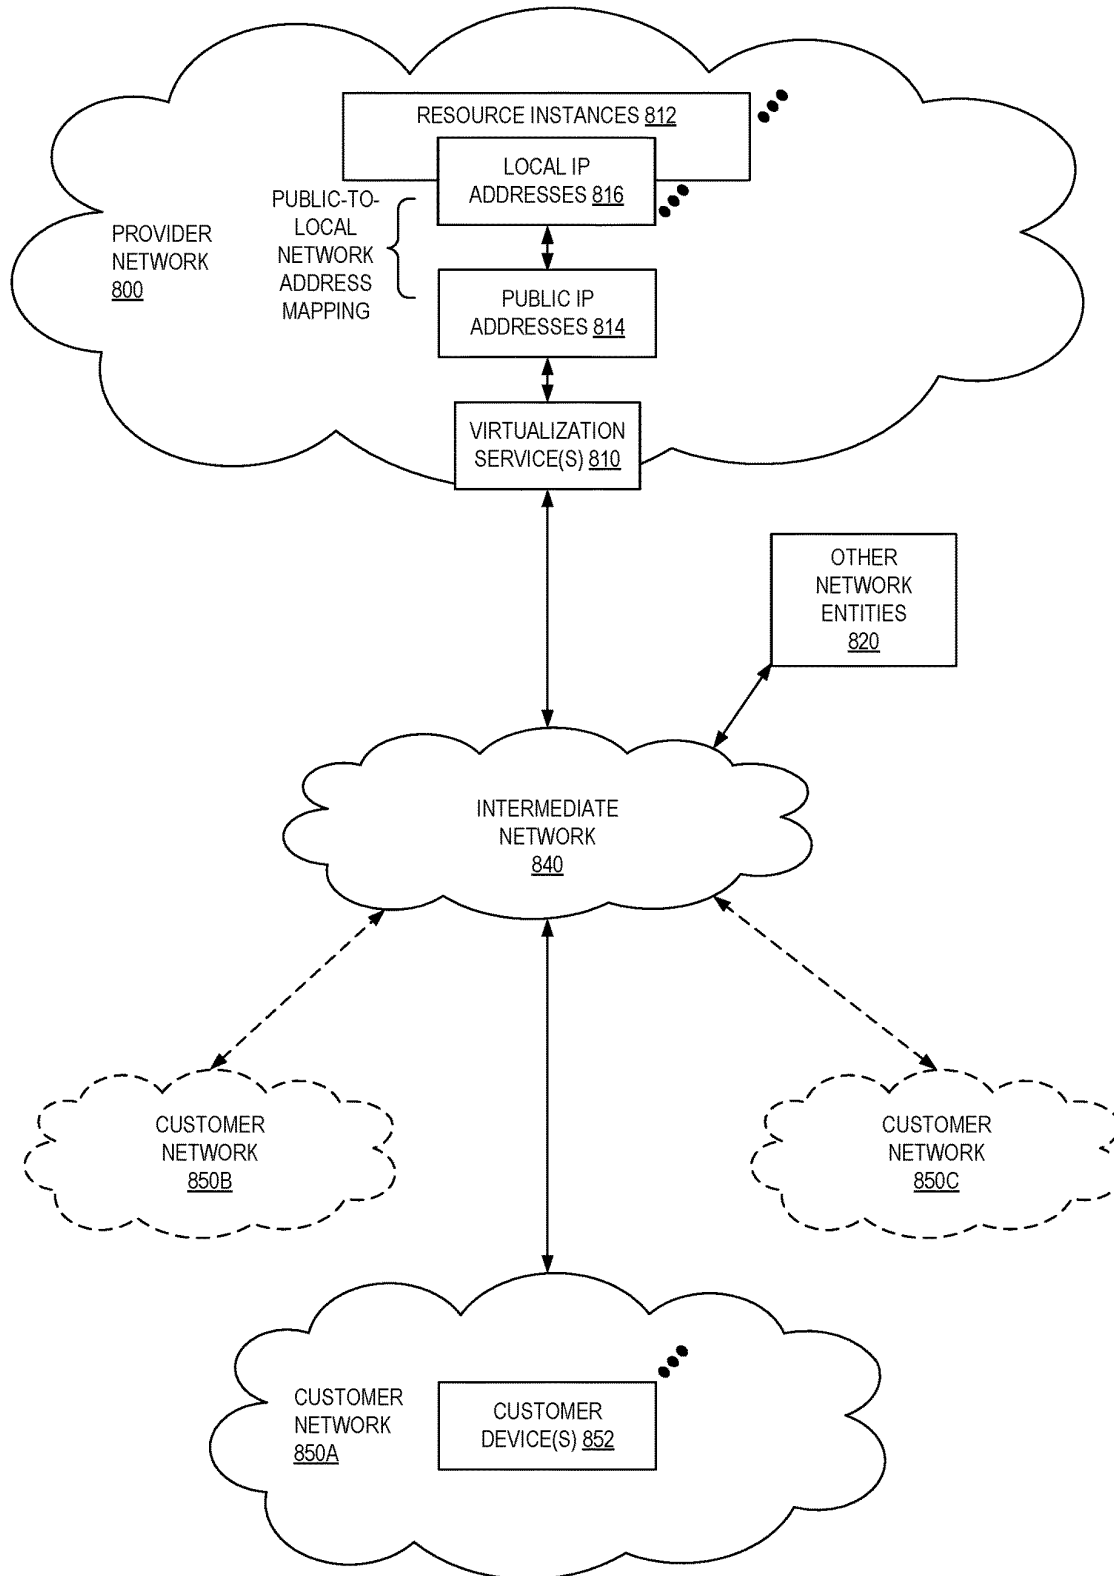 RESOURCE INSTANCES 812
LOCAL IP
ADDRESSES 816
PUBLIC-TO-
LOCAL
NETWORK
ADDRESS
MAPPING
PROVIDER
NETWORK
800
PUBLIC IP
ADDRESSES 814
VIRTUALIZATION
SERVICE(S) 810
OTHER
NETWORK
ENTITIES
820
INTERMEDIATE
NETWORK
840
CUSTOMER
NETWORK
850B
CUSTOMER
NETWORK
850C
CUSTOMER
NETWORK
850A
CUSTOMER
DEVICE(S) 852